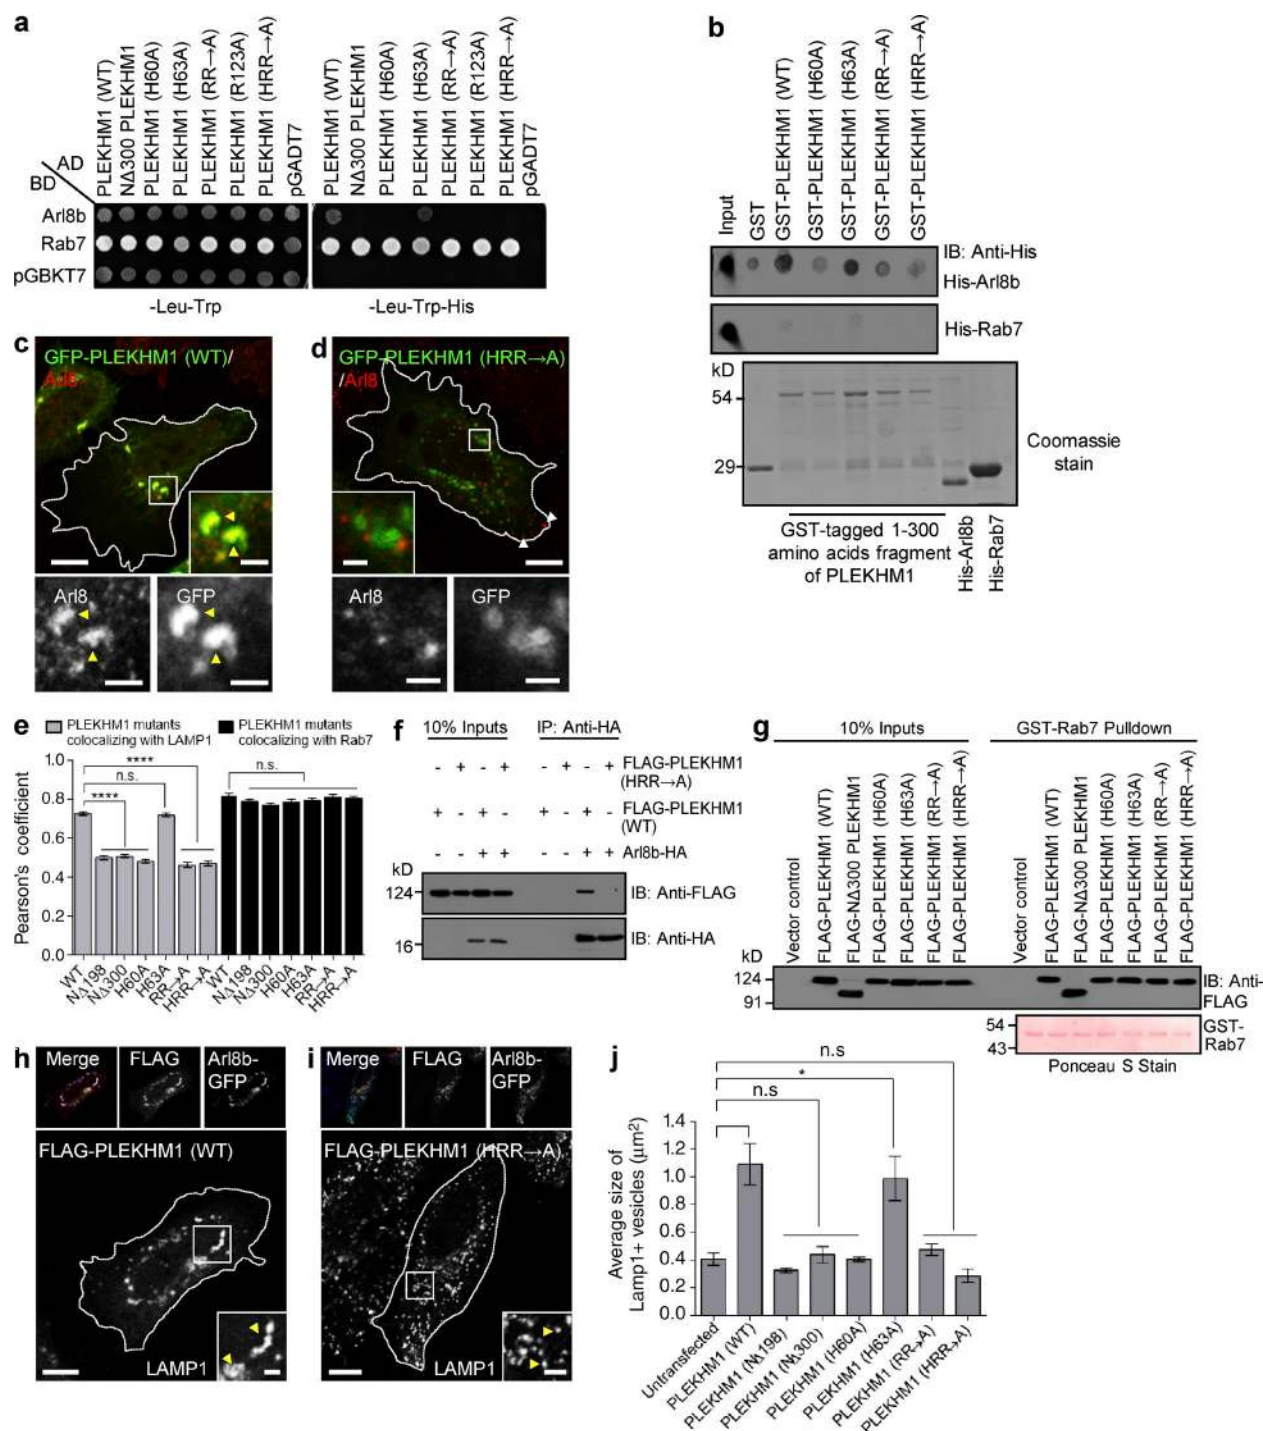 a
PLEKHM1 (WT)
NΔ300 PLEKHM1
PLEKHM1 (H60A)
PLEKHM1 (H63A)
PLEKHM1 (RR→A)
PLEKHM1 (R123A)
PLEKHM1 (HRR→A)
pGADT7
PLEKHM1 (WT)
NΔ300 PLEKHM1
PLEKHM1 (H60A)
PLEKHM1 (H63A)
PLEKHM1 (RR→A)
PLEKHM1 (R123A)
PLEKHM1 (HRR→A)
pGADT7
AD
BD
Arl8b
Rab7
pGBKT7
-Leu-Trp
-Leu-Trp-His
b
Input
GST
GST-PLEKHM1 (WT)
GST-PLEKHM1 (H60A)
GST-PLEKHM1 (H63A)
GST-PLEKHM1 (RR→A)
GST-PLEKHM1 (HRR→A)
IB: Anti-His
His-Arl8b
His-Rab7
kD
54
29
Coomassie
stain
GST-tagged 1-300
amino acids fragment
of PLEKHM1
His-Arl8b
His-Rab7
c
GFP-PLEKHM1 (WT)/
Arl8
Arl8
GFP
d
GFP-PLEKHM1 (HRR→A)
/Arl8
Arl8
GFP
e
PLEKHM1 mutants
colocalizing with LAMP1
PLEKHM1 mutants
colocalizing with Rab7
Pearson's coefficient
1.0
0.8
0.6
0.4
0.2
0.0
****
n.s.
****
n.s.
WT
NΔ198
NΔ300
H60A
H63A
RR→A
HRR→A
WT
NΔ198
NΔ300
H60A
H63A
RR→A
HRR→A
f
10% Inputs
IP: Anti-HA
- + - + - + - + FLAG-PLEKHM1
(HRR→A)
+ - + - + - + - FLAG-PLEKHM1
(WT)
- - + + - - + + Arl8b-HA
kD
124
IB: Anti-FLAG
16
IB: Anti-HA
g
10% Inputs
GST-Rab7 Pulldown
Vector control
FLAG-PLEKHM1 (WT)
FLAG-NΔ300 PLEKHM1
FLAG-PLEKHM1 (H60A)
FLAG-PLEKHM1 (H63A)
FLAG-PLEKHM1 (RR→A)
FLAG-PLEKHM1 (HRR→A)
Vector control
FLAG-PLEKHM1 (WT)
FLAG-NΔ300 PLEKHM1
FLAG-PLEKHM1 (H60A)
FLAG-PLEKHM1 (H63A)
FLAG-PLEKHM1 (RR→A)
FLAG-PLEKHM1 (HRR→A)
kD
124
91
IB: Anti-
FLAG
54
43
GST-
Rab7
Ponceau S Stain
h
Merge
FLAG
Arl8b-
GFP
FLAG-PLEKHM1 (WT)
LAMP1
i
Merge
FLAG
Arl8b-
GFP
FLAG-PLEKHM1 (HRR→A)
LAMP1
j
n.s
*
n.s
Average size of
Lamp1+ vesicles (µm²)
1.4
1.2
1.0
0.8
0.6
0.4
0.2
0.0
Untransfected
PLEKHM1 (WT)
PLEKHM1 (NΔ198)
PLEKHM1 (NΔ300)
PLEKHM1 (H60A)
PLEKHM1 (H63A)
PLEKHM1 (RR→A)
PLEKHM1 (HRR→A)